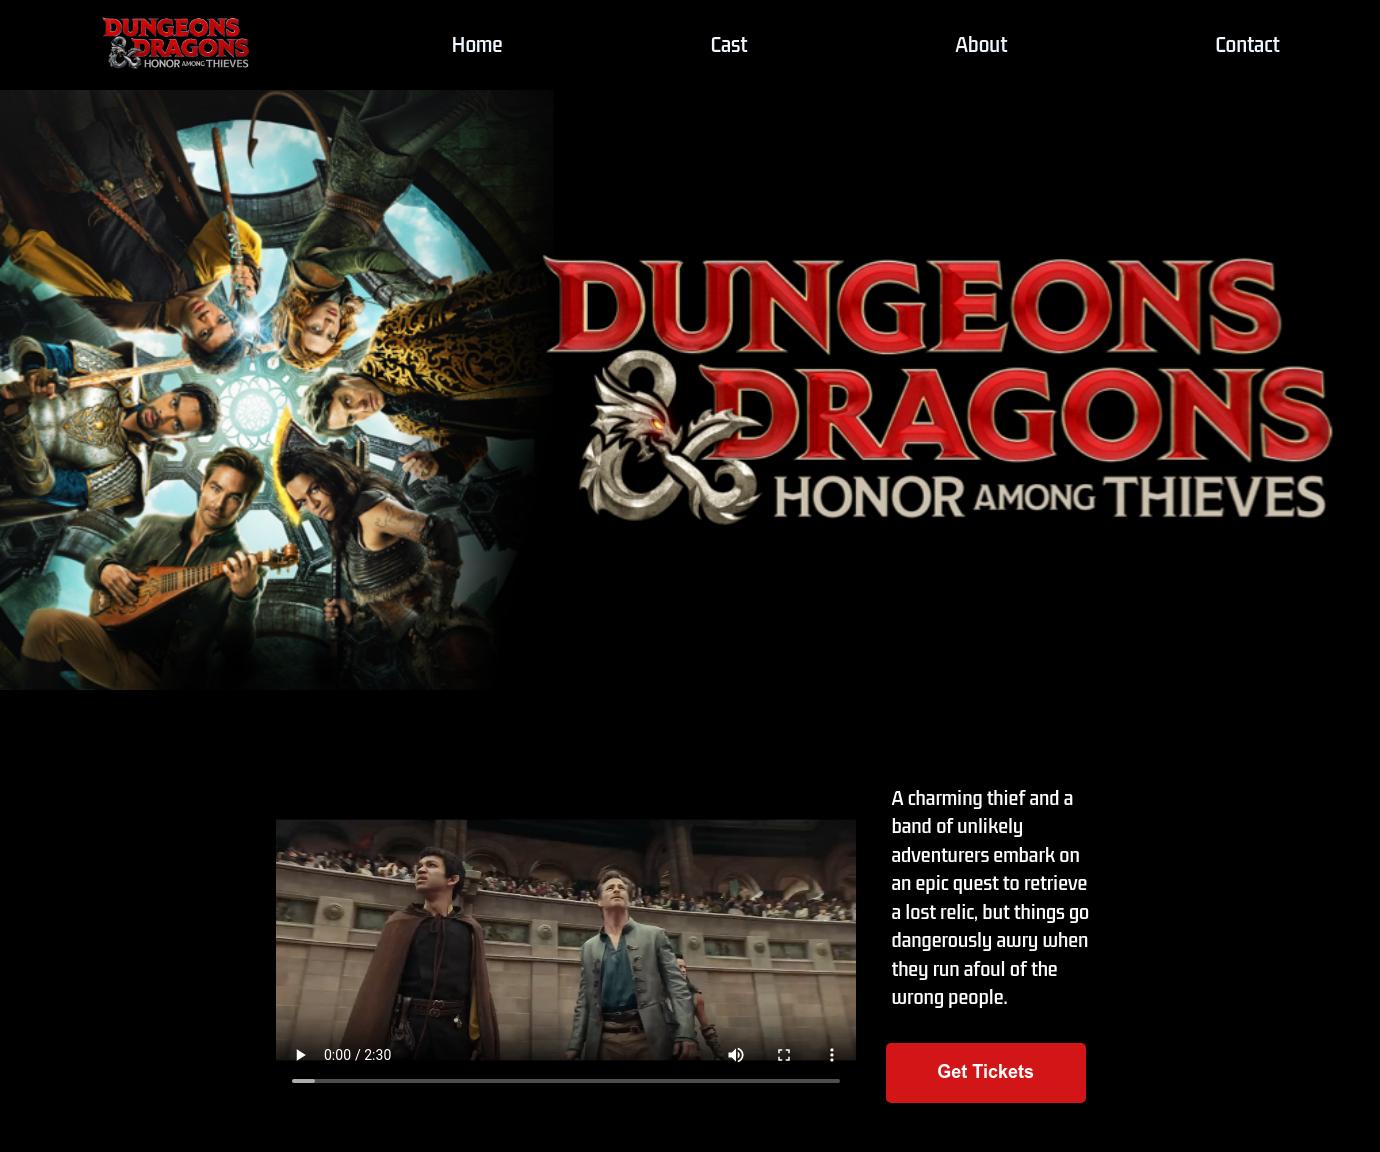 DUNGEONS
& DRAGONS
HONOR AMONG THIEVES
Home
Cast
About
Contact
DUNGEONS
& DRAGONS
HONOR AMONG THIEVES
A charming thief and a
band of unlikely
adventurers embark on
an epic quest to retrieve
a lost relic, but things go
dangerously awry when
they run afoul of the
wrong people.
0:00 / 2:30
Get Tickets